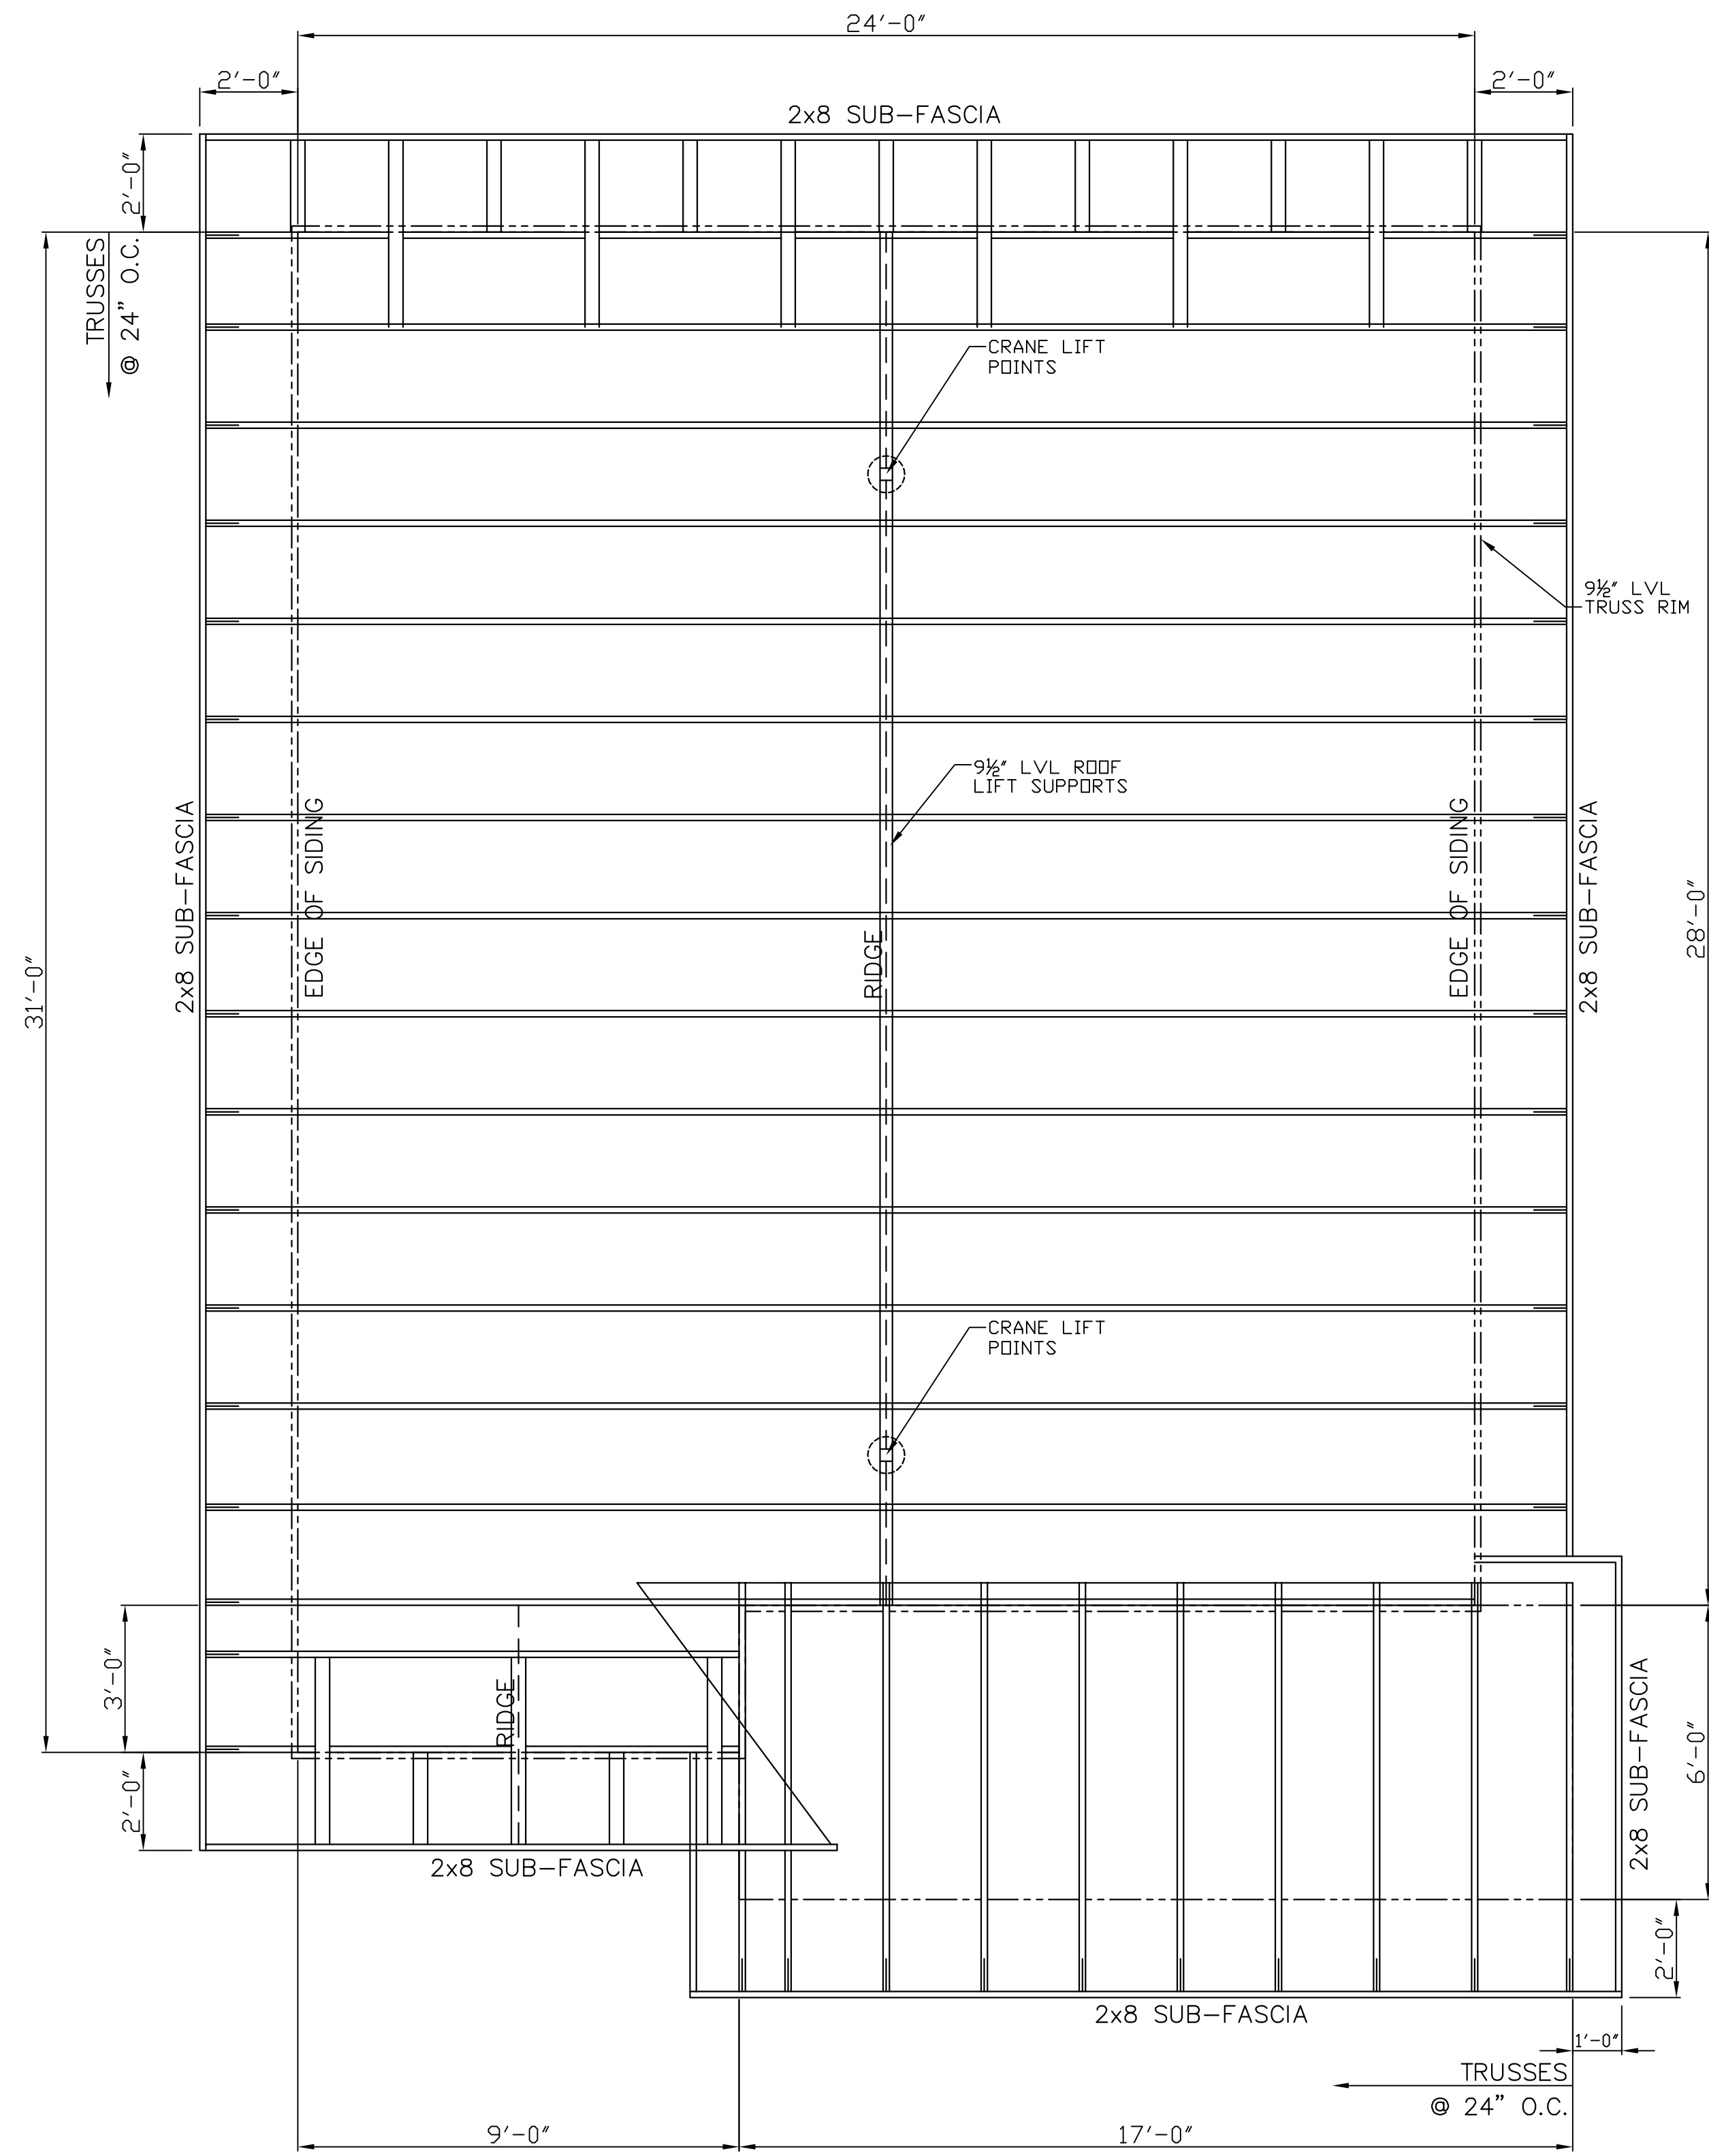 24'-0"
2'-0"
2'-0"
2x8 SUB-FASCIA
2'-0"
TRUSSES
@ 24" O.C.
CRANE LIFT
POINTS
9½" LVL
TRUSS RIM
9½" LVL ROOF
LIFT SUPPORTS
2x8 SUB-FASCIA
EDGE OF SIDING
RIDGE
EDGE OF SIDING
2x8 SUB-FASCIA
28'-0"
31'-0"
CRANE LIFT
POINTS
3'-0"
RIDGE
2x8 SUB-FASCIA
6'-0"
2'-0"
2x8 SUB-FASCIA
2'-0"
2x8 SUB-FASCIA
1'-0"
TRUSSES
@ 24" O.C.
9'-0"
17'-0"